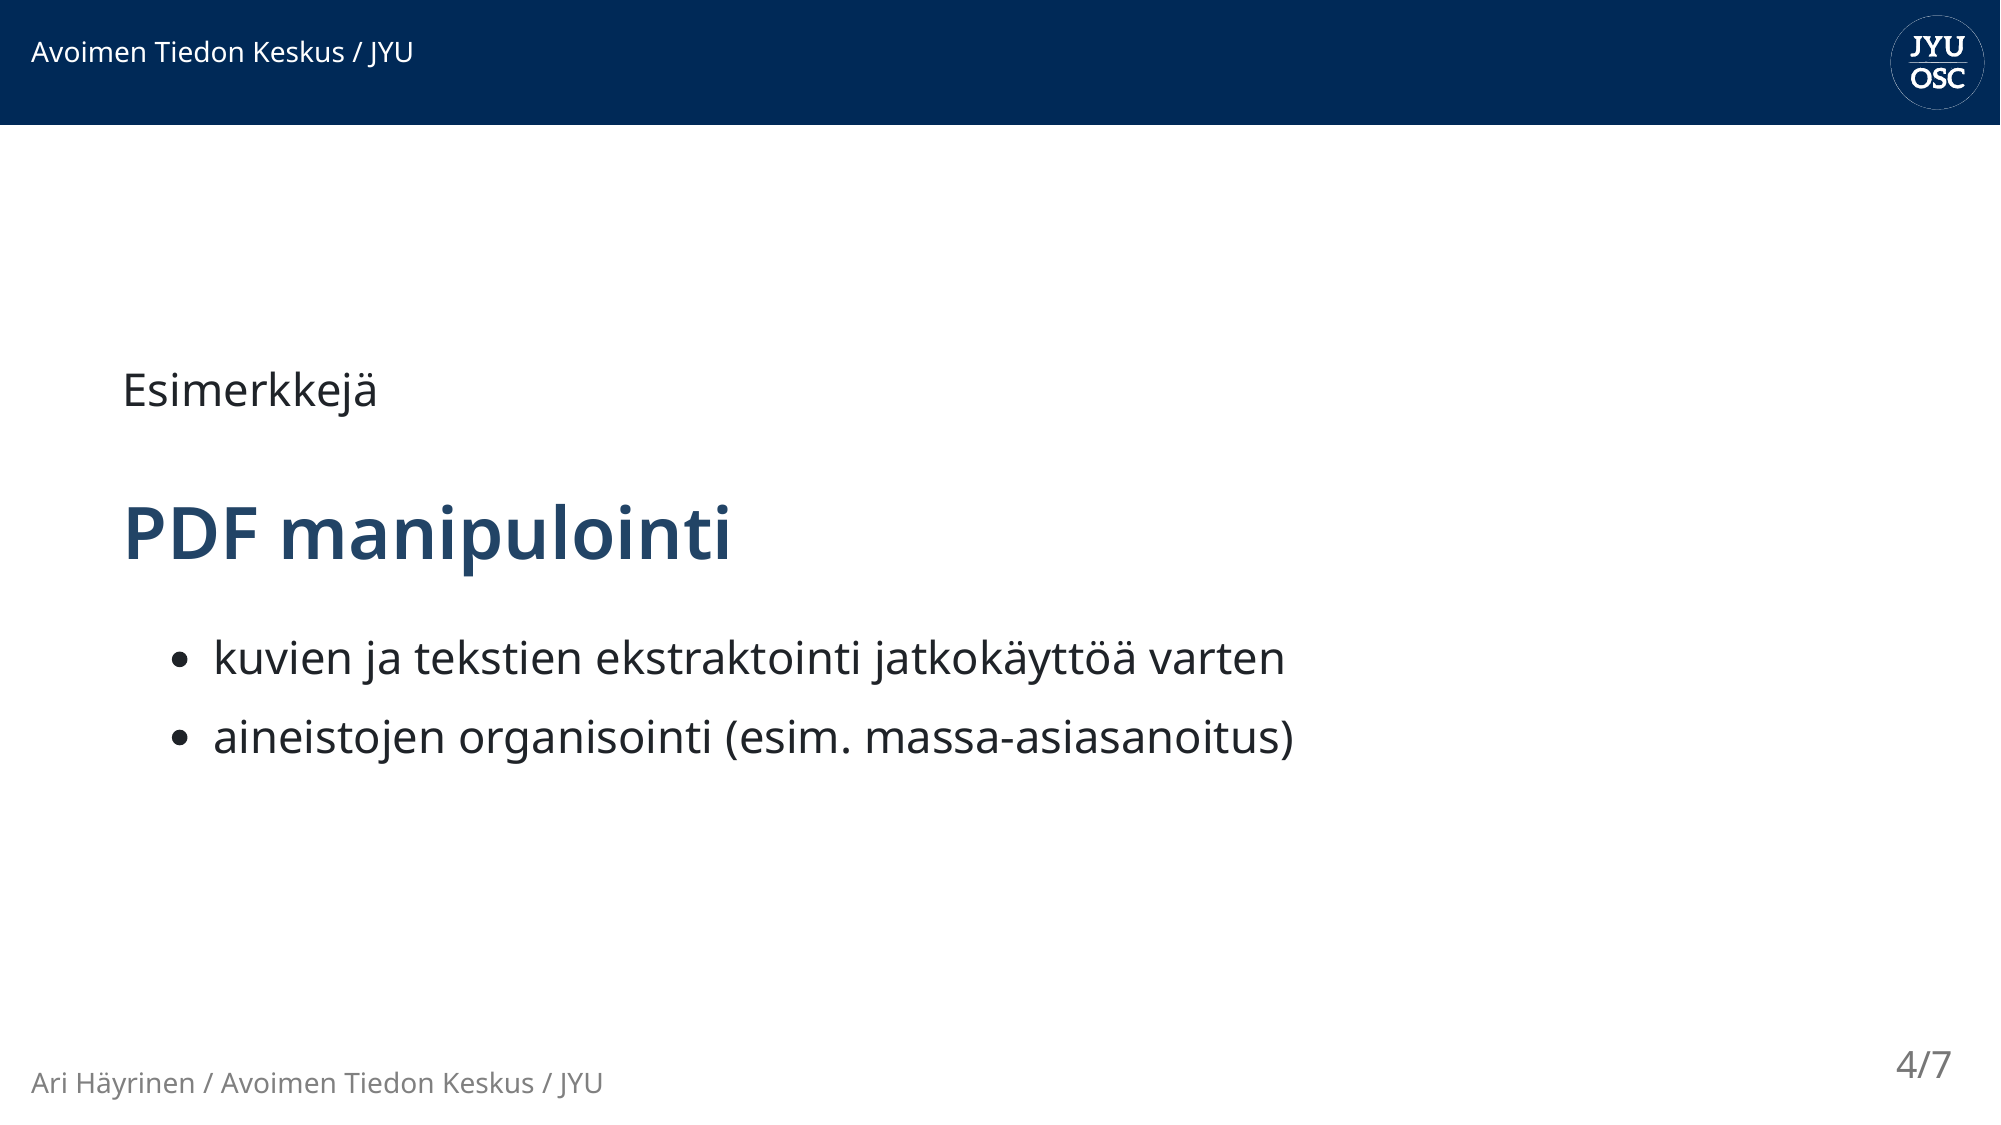 Avoimen Tiedon Keskus / JYU
JYU
OSC
Esimerkkejä
PDF manipulointi
• kuvien ja tekstien ekstraktointi jatkokäyttöä varten
• aineistojen organisointi (esim. massa-asiasanoitus)
Ari Häyrinen / Avoimen Tiedon Keskus / JYU
4/7